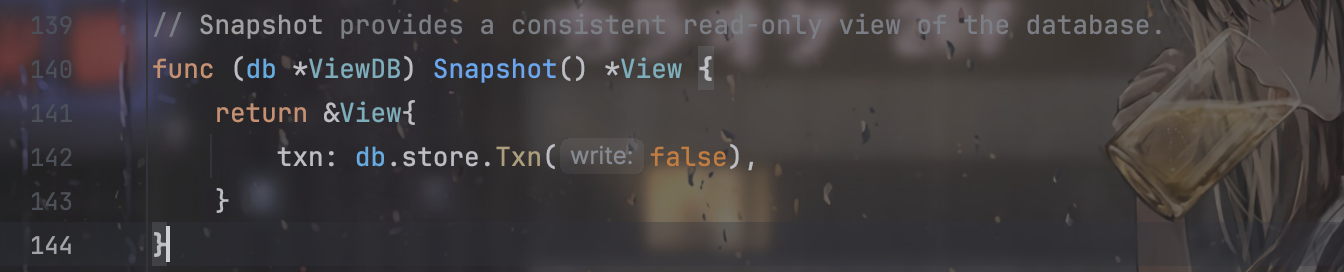 139 // Snapshot provides a consistent read-only view of the database.
140 func (db *ViewDB) Snapshot() *View {
141     return &View{
142         txn: db.store.Txn( write: false),
143     }
144 }